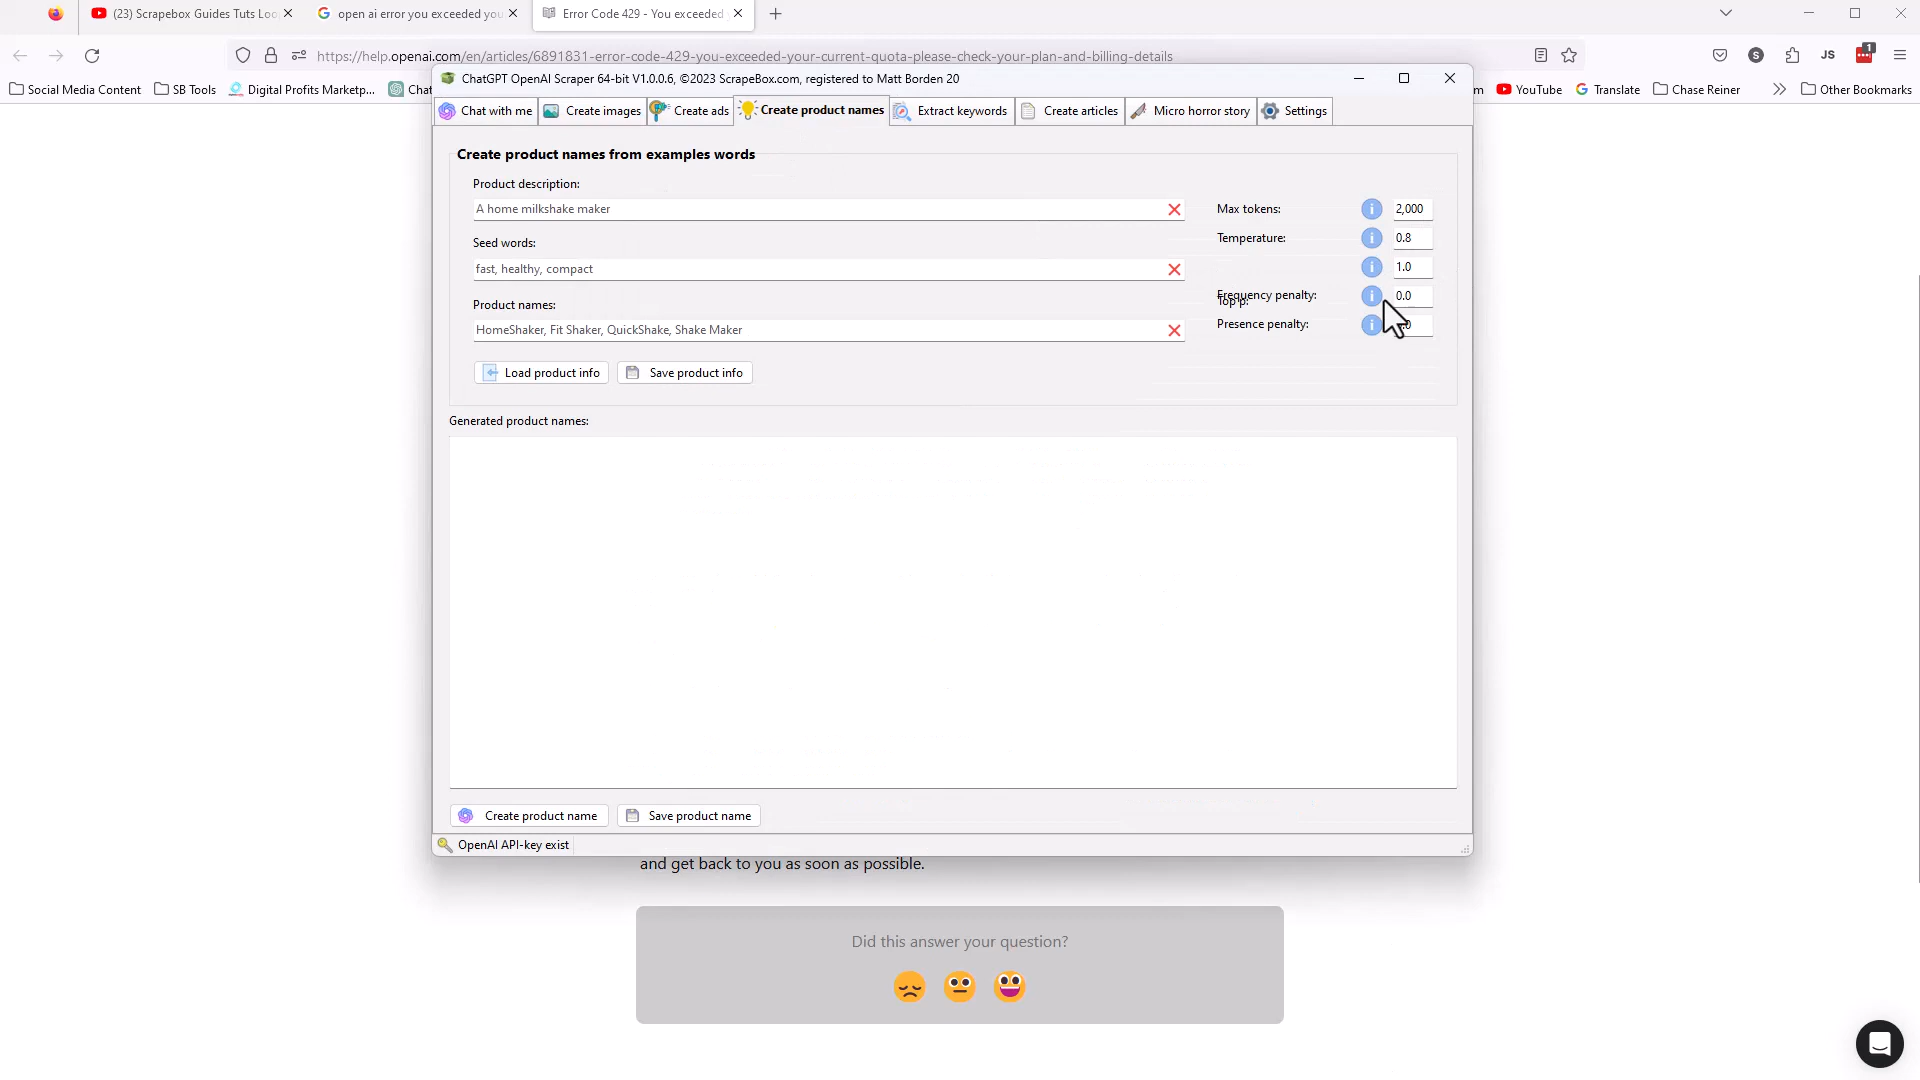 (23) Scrapebox Guides Tuts Loo
open ai error you exceeded you
Error Code 429 - You exceeded
https://help.openai.com/en/articles/6891831-error-code-429-you-exceeded-your-current-quota-please-check-your-plan-and-billing-details
S
JS
1
Social Media Content
SB Tools
Digital Profits Marketp...
Chat
m
YouTube
Translate
Chase Reiner
Other Bookmarks
ChatGPT OpenAI Scraper 64-bit V1.0.0.6, ©2023 ScrapeBox.com, registered to Matt Borden 20
Chat with me
Create images
Create ads
Create product names
Extract keywords
Create articles
Micro horror story
Settings
Create product names from examples words
Product description:
A home milkshake maker
Max tokens:
2,000
Temperature:
0.8
Seed words:
fast, healthy, compact
1.0
Frequency penalty:
0.0
Top p:
Product names:
HomeShaker, Fit Shaker, QuickShake, Shake Maker
Presence penalty:
Load product info
Save product info
Generated product names:
Create product name
Save product name
OpenAI API-key exist
and get back to you as soon as possible.
Did this answer your question?